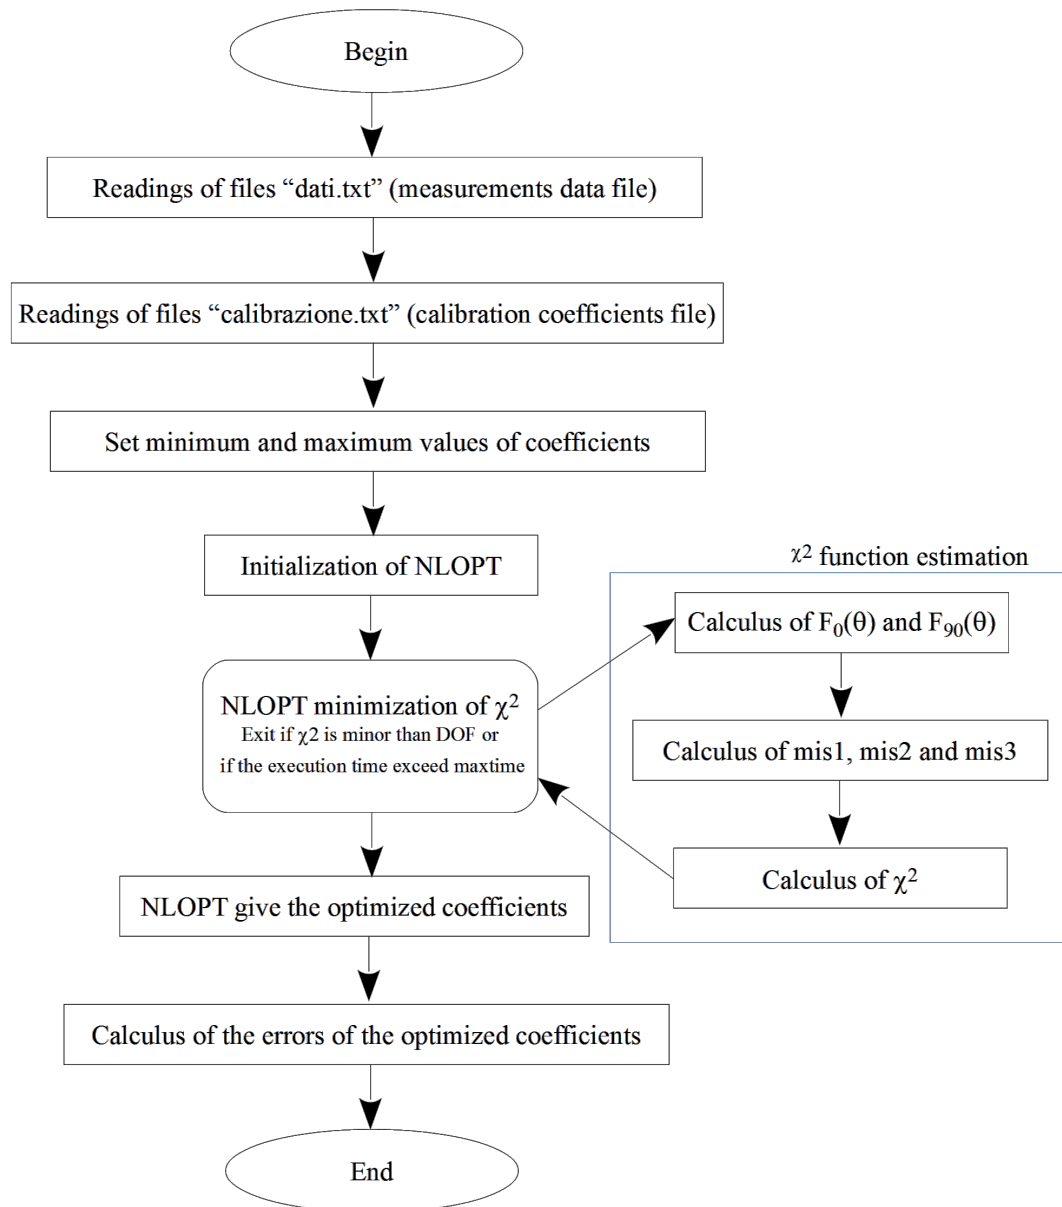 Begin
Readings of files “dati.txt” (measurements data file)
Readings of files “calibrazione.txt” (calibration coefficients file)
Set minimum and maximum values of coefficients
Initialization of NLOPT
χ2 function estimation
Calculus of F₀(θ) and F₉₀(θ)
NLOPT minimization of χ²
Exit if χ2 is minor than DOF or
if the execution time exceed maxtime
Calculus of mis1, mis2 and mis3
Calculus of χ²
NLOPT give the optimized coefficients
Calculus of the errors of the optimized coefficients
End